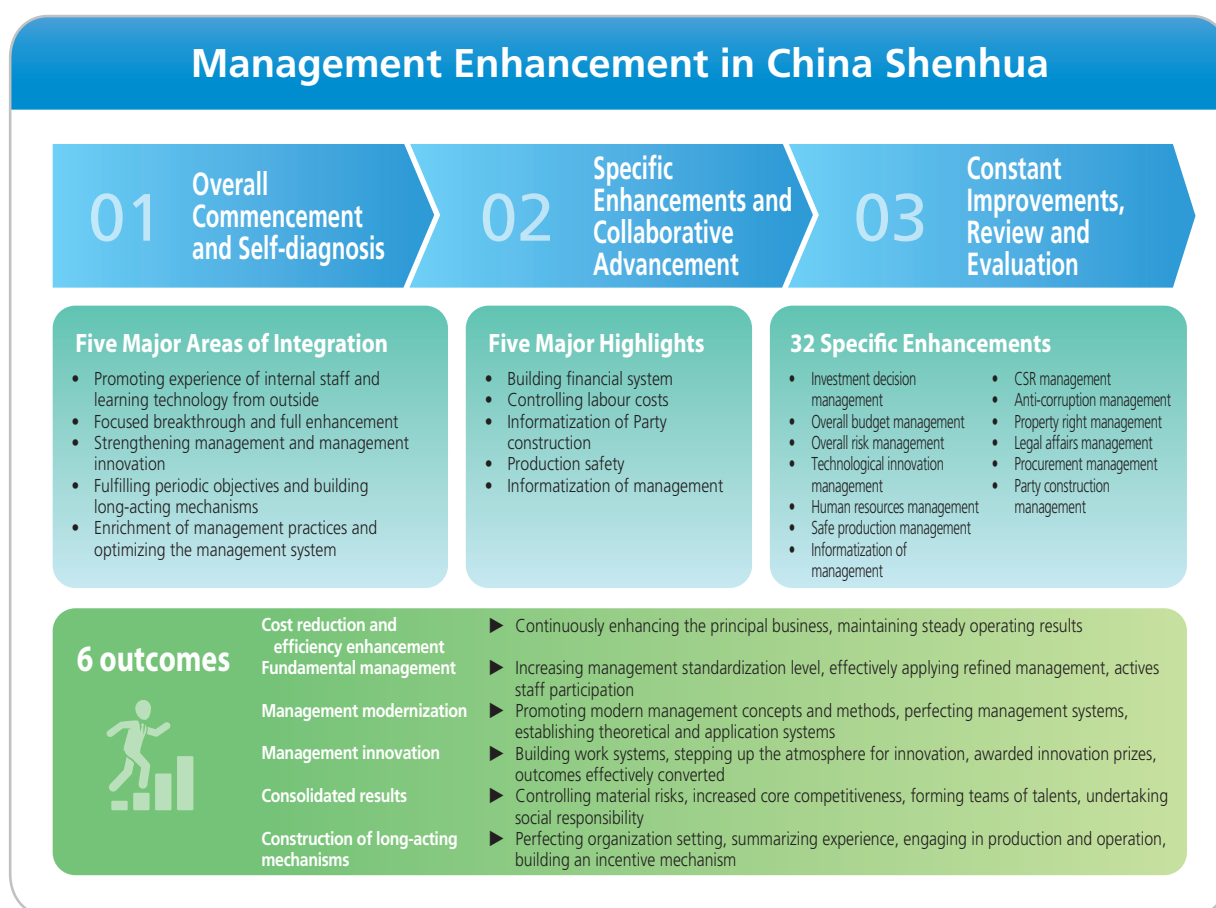 Management Enhancement in China Shenhua
01
Overall
Commencement
and Self-diagnosis
02
Specific
Enhancements and
Collaborative
Advancement
03
Constant
Improvements,
Review and
Evaluation
Five Major Areas of Integration
• Promoting experience of internal staff and
learning technology from outside
• Focused breakthrough and full enhancement
• Strengthening management and management
innovation
• Fulfilling periodic objectives and building
long-acting mechanisms
• Enrichment of management practices and
optimizing the management system
Five Major Highlights
• Building financial system
• Controlling labour costs
• Informatization of Party
construction
• Production safety
• Informatization of management
32 Specific Enhancements
• Investment decision
management
• Overall budget management
• Overall risk management
• Technological innovation
management
• Human resources management
• Safe production management
• Informatization of
management
• CSR management
• Anti-corruption management
• Property right management
• Legal affairs management
• Procurement management
• Party construction
management
6 outcomes
Cost reduction and
efficiency enhancement
▶ Continuously enhancing the principal business, maintaining steady operating results
Fundamental management
▶ Increasing management standardization level, effectively applying refined management, actives
staff participation
Management modernization
▶ Promoting modern management concepts and methods, perfecting management systems,
establishing theoretical and application systems
Management innovation
▶ Building work systems, stepping up the atmosphere for innovation, awarded innovation prizes,
outcomes effectively converted
Consolidated results
▶ Controlling material risks, increased core competitiveness, forming teams of talents, undertaking
social responsibility
Construction of long-acting
mechanisms
▶ Perfecting organization setting, summarizing experience, engaging in production and operation,
building an incentive mechanism